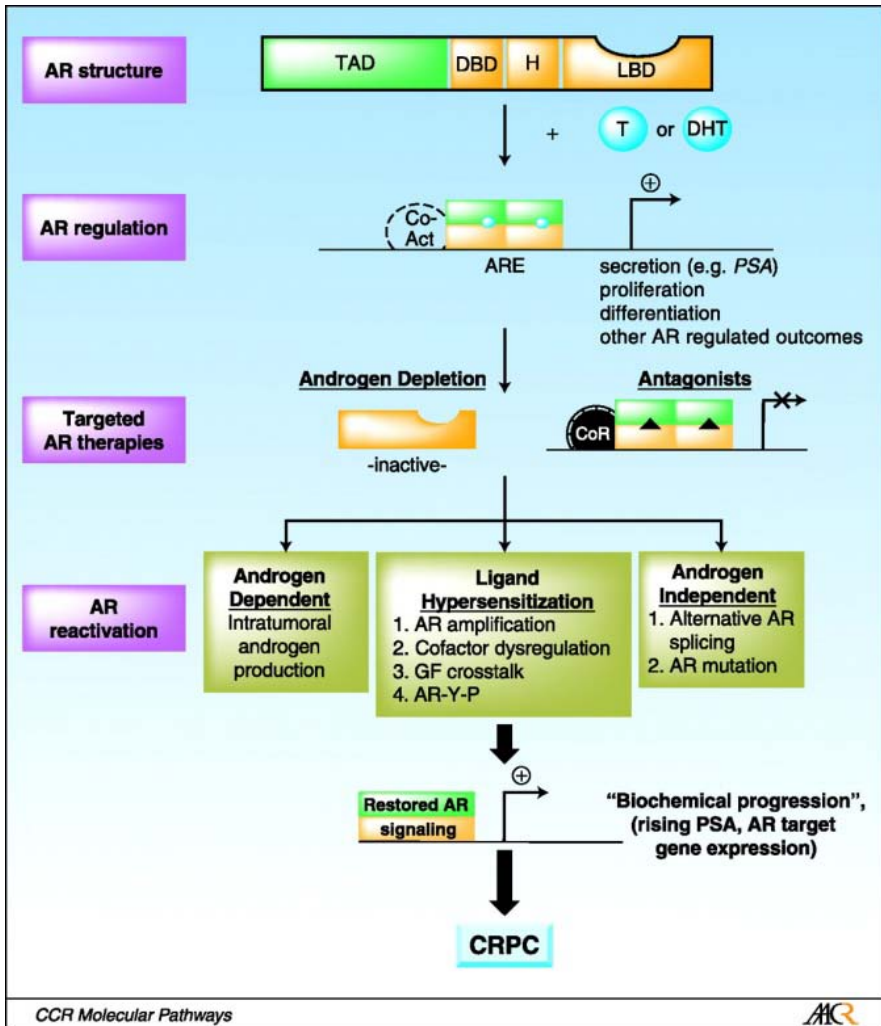 AR structure
TAD
DBD
H
LBD
+
T or DHT
AR regulation
Co-
Act
ARE
+
secretion (e.g. PSA)
proliferation
differentiation
other AR regulated outcomes
Targeted
AR therapies
Androgen Depletion
-inactive-
Antagonists
CoR
AR
reactivation
Androgen
Dependent
Intratumoral
androgen
production
Ligand
Hypersensitization
1. AR amplification
2. Cofactor dysregulation
3. GF crosstalk
4. AR-Y-P
Androgen
Independent
1. Alternative AR
splicing
2. AR mutation
Restored AR
signaling
+
“Biochemical progression”,
(rising PSA, AR target
gene expression)
CRPC
CCR Molecular Pathways
AACR